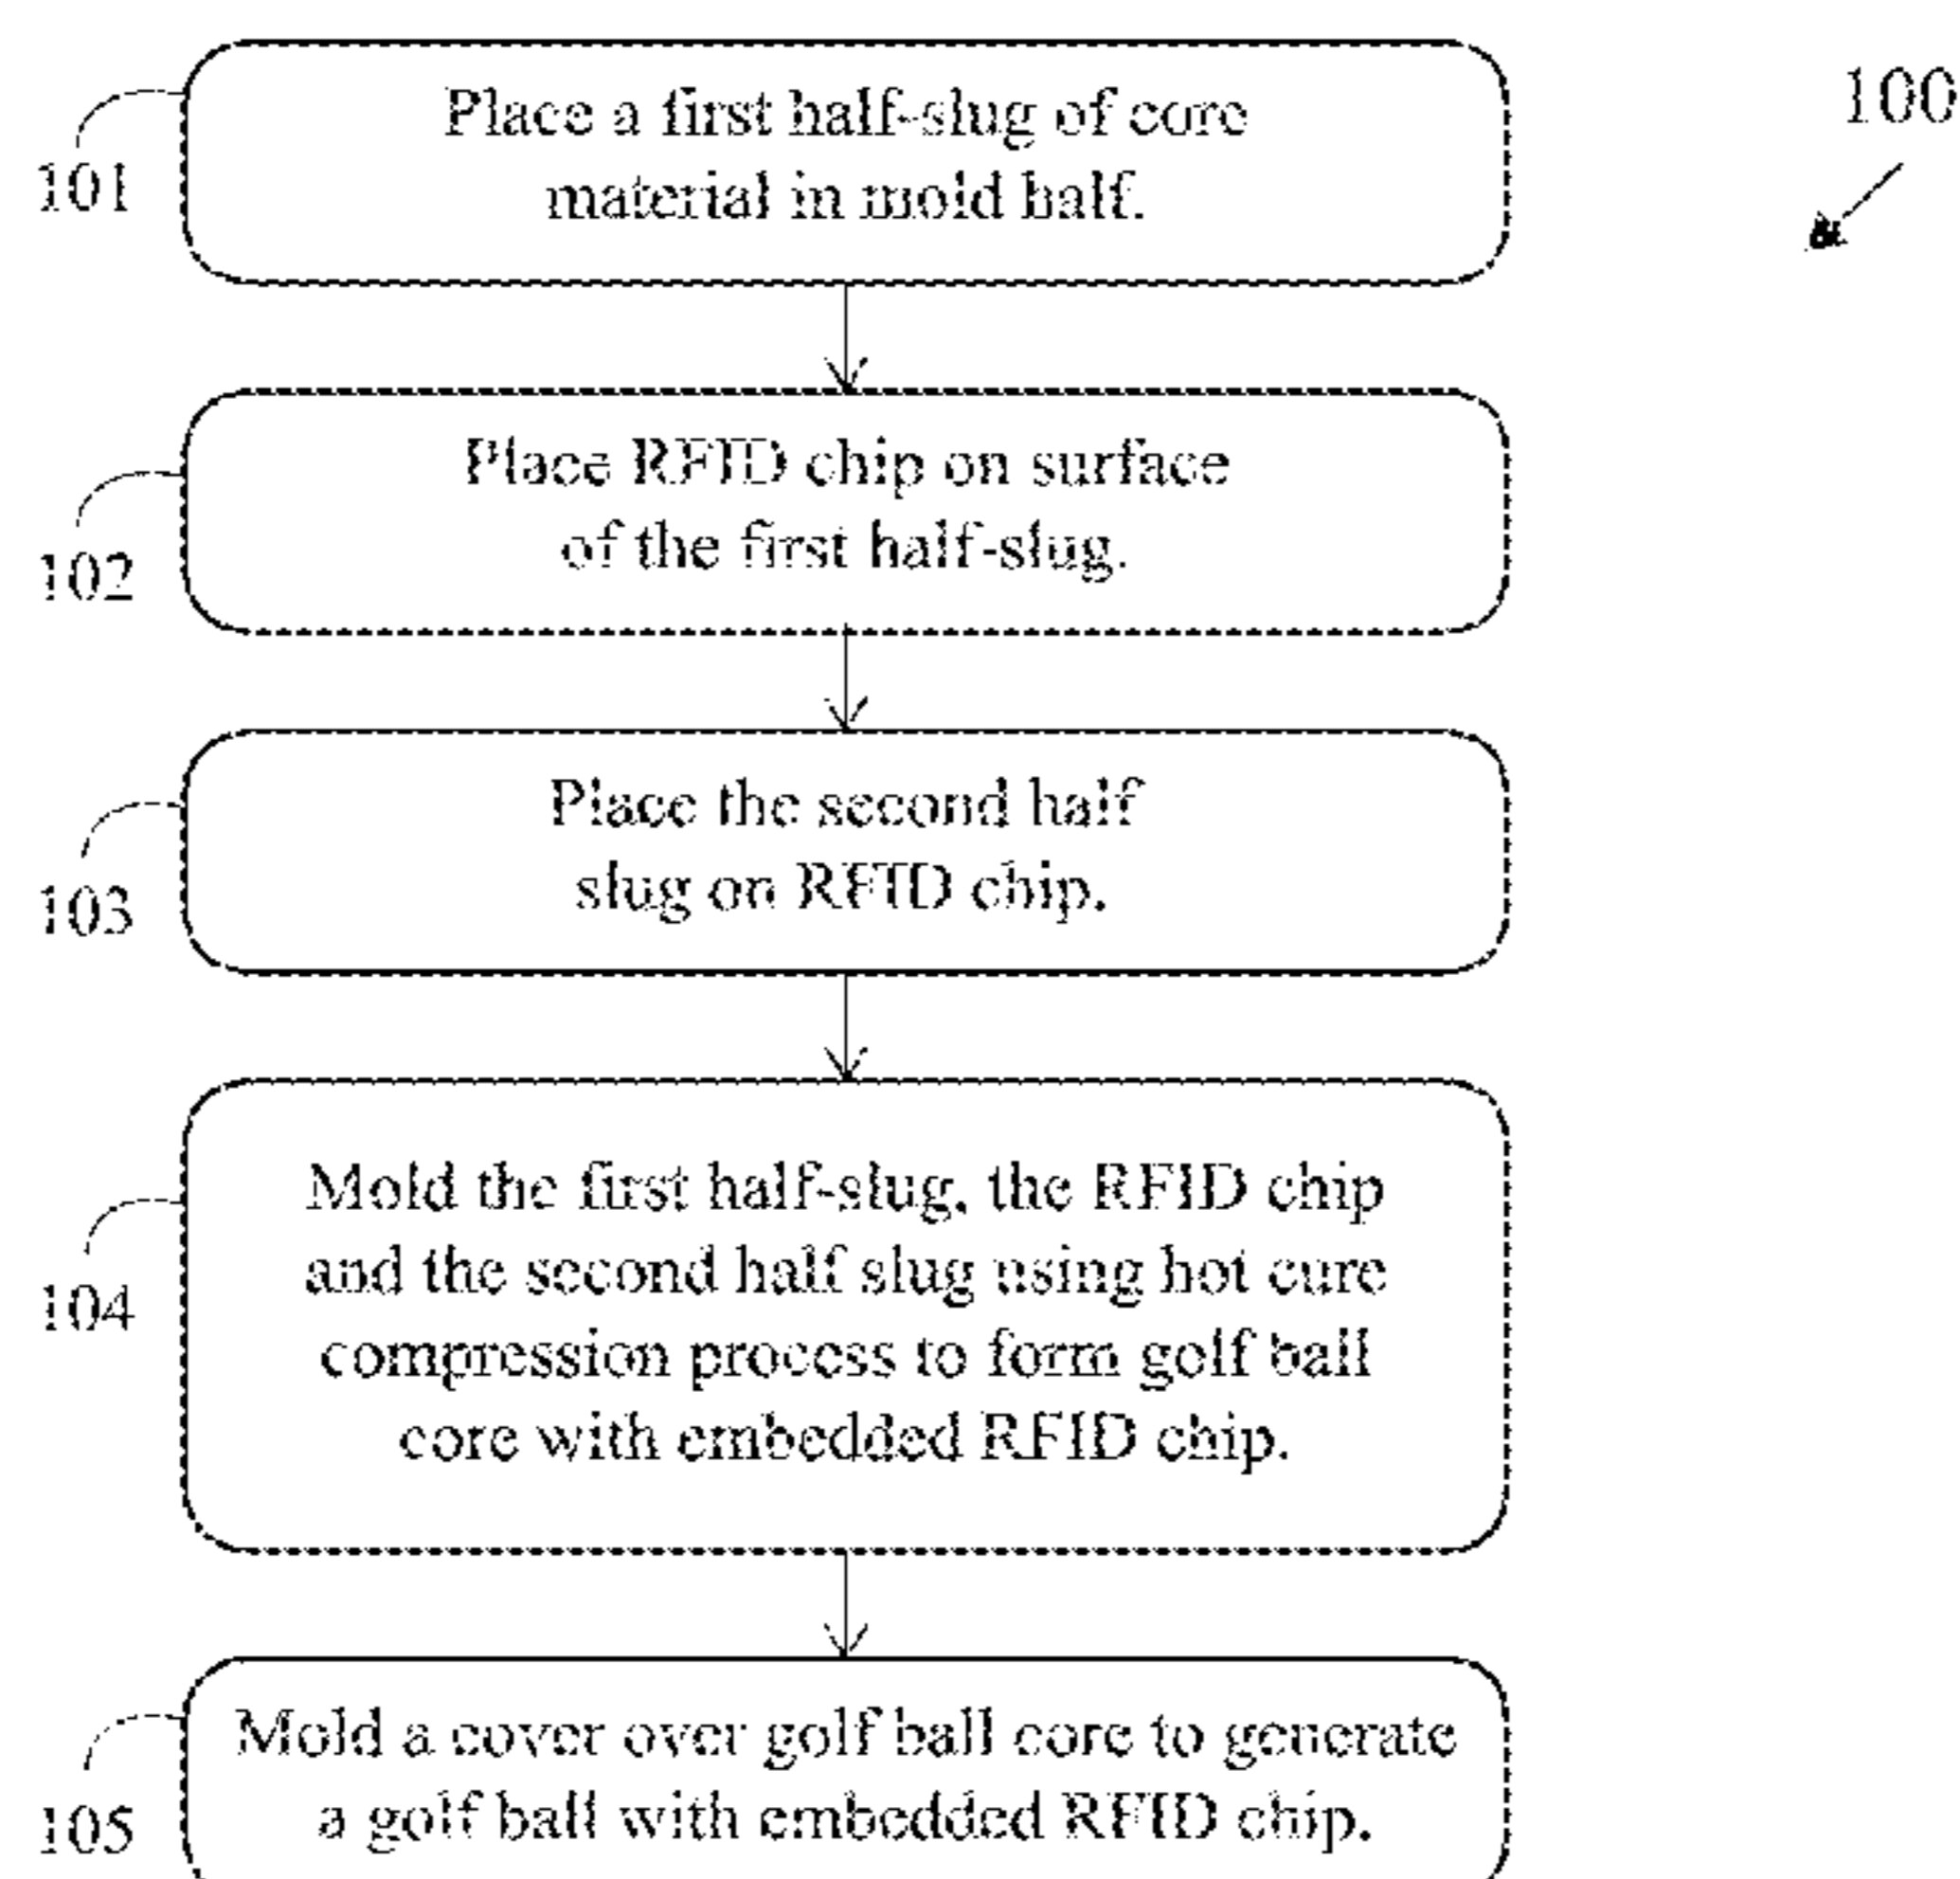 100
101
Place a first half-slug of core
material in mold half.
102
Place RFID chip on surface
of the first half-slug.
103
Place the second half
slug on RFID chip.
104
Mold the first half-slug, the RFID chip
and the second half slug using hot cure
compression process to form golf ball
core with embedded RFID chip.
105
Mold a cover over golf ball core to generate
a golf ball with embedded RFID chip.